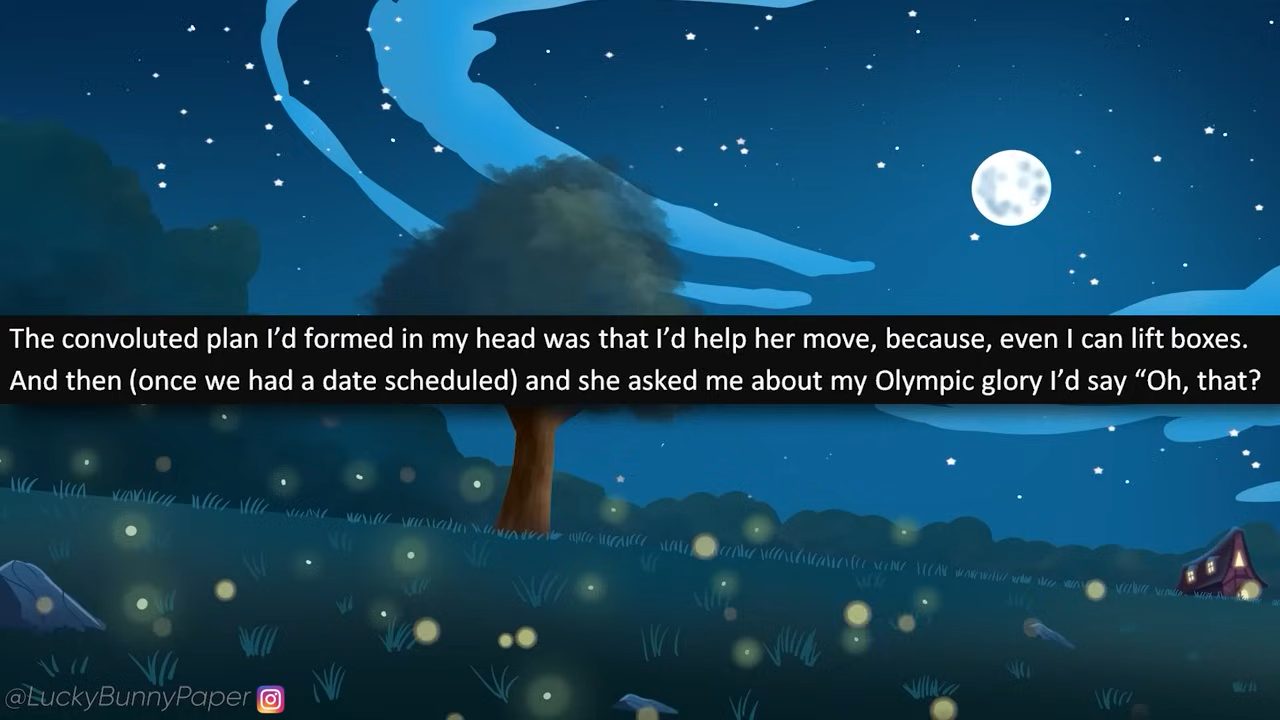 The convoluted plan I’d formed in my head was that I’d help her move, because, even I can lift boxes.
And then (once we had a date scheduled) and she asked me about my Olympic glory I’d say “Oh, that?
@LuckyBunnyPaper